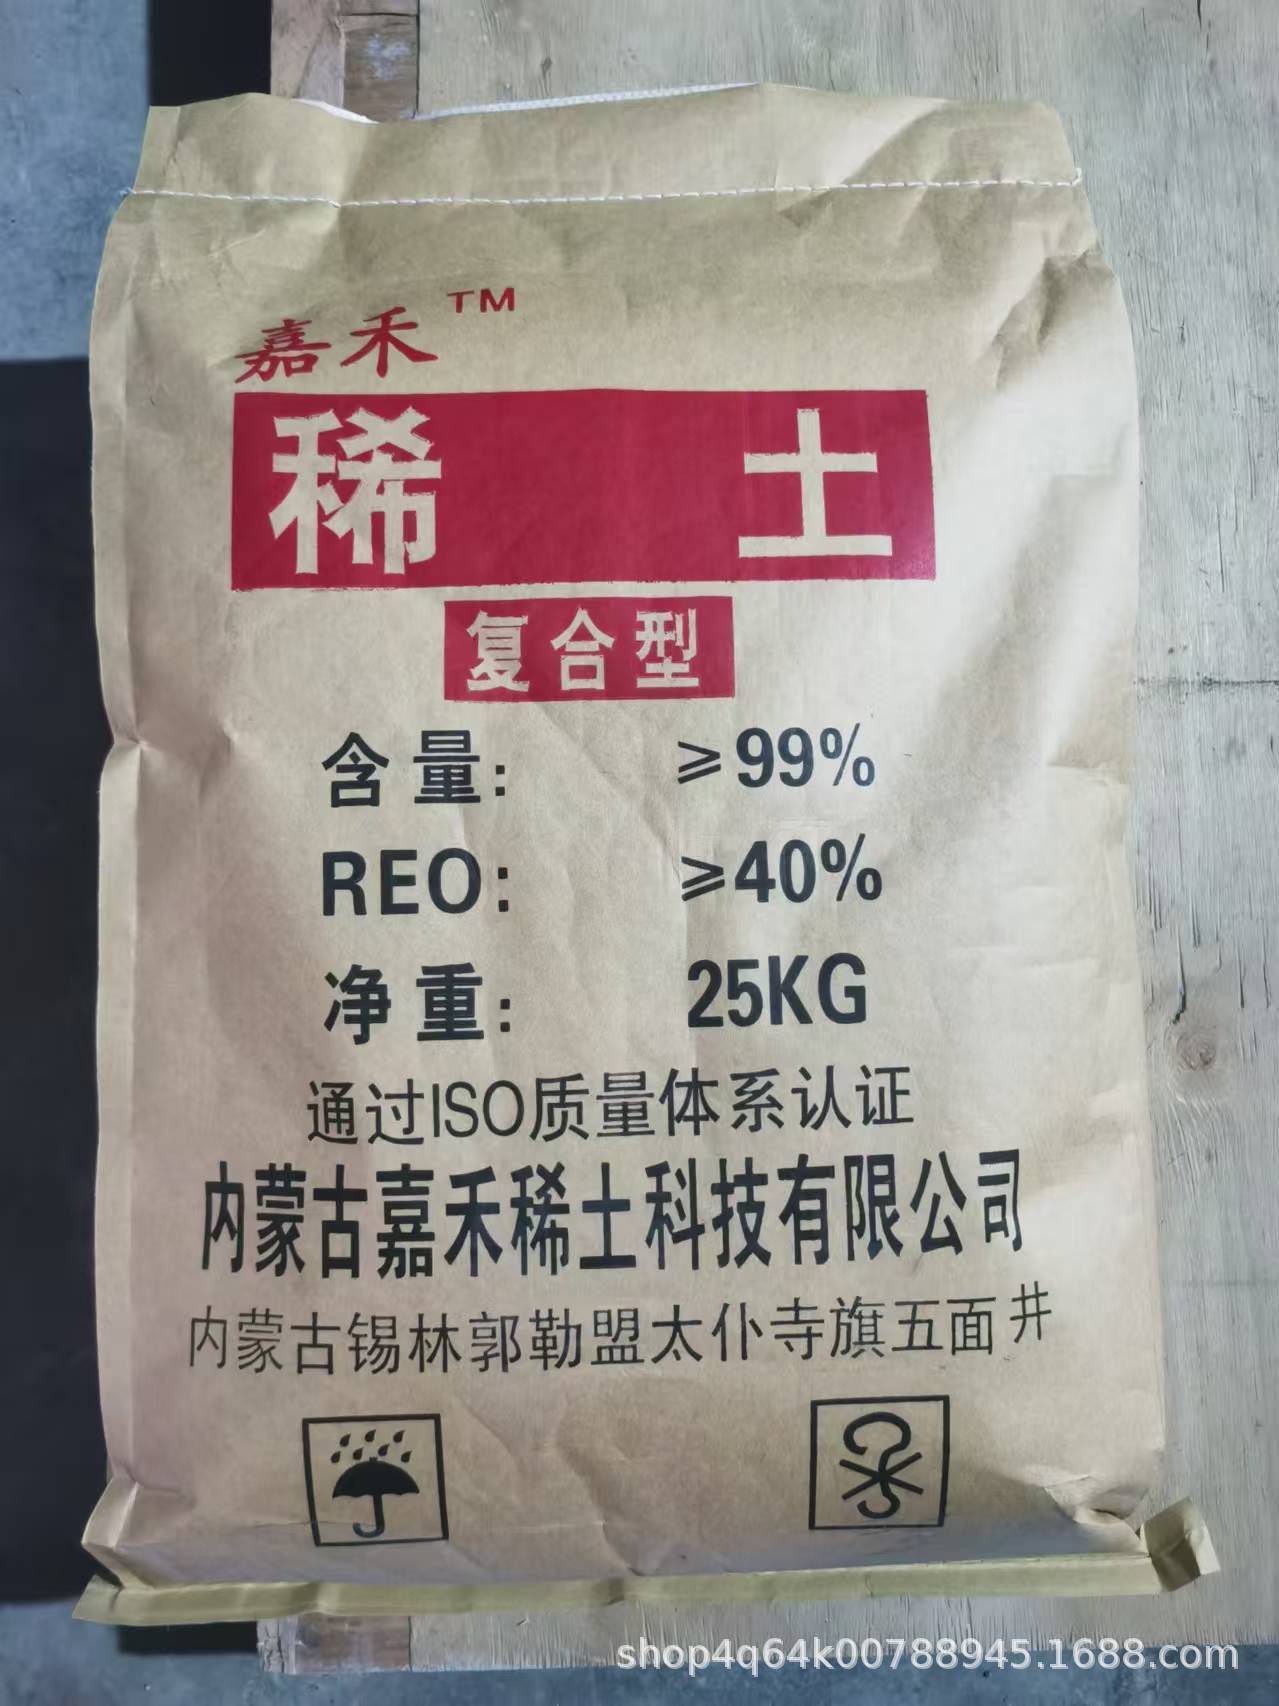 嘉禾TM
稀土
复合型
含量: ≥99%
REO: ≥40%
净重: 25KG
通过ISO质量体系认证
内蒙古嘉禾稀土科技有限公司
内蒙古锡林郭勒盟太仆寺旗五面井
shop4q64k00788945.1688.com